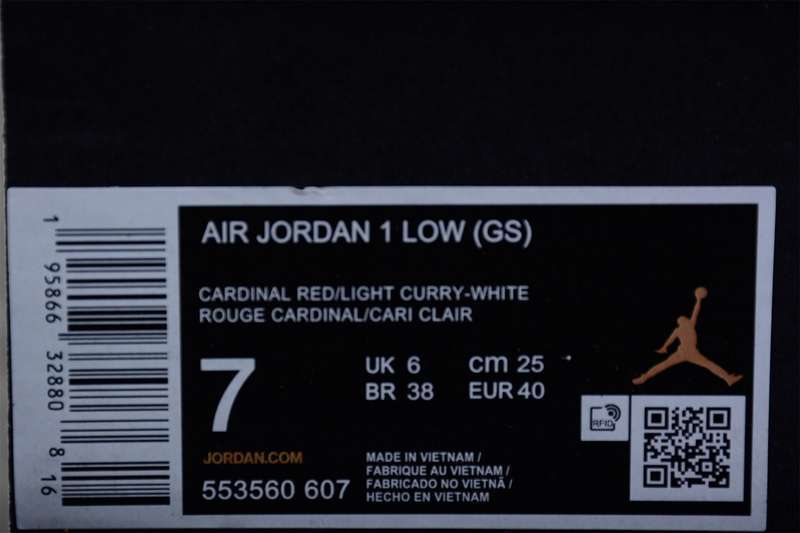 AIR JORDAN 1 LOW (GS)
CARDINAL RED/LIGHT CURRY-WHITE
ROUGE CARDINAL/CARI CLAIR
7
UK 6 cm 25
BR 38 EUR 40
JORDAN.COM
553560 607
MADE IN VIETNAM /
FABRIQUE AU VIETNAM /
FABRICADO NO VIETNÃ /
HECHO EN VIETNAM
RFID
1 95866 32880 8 16